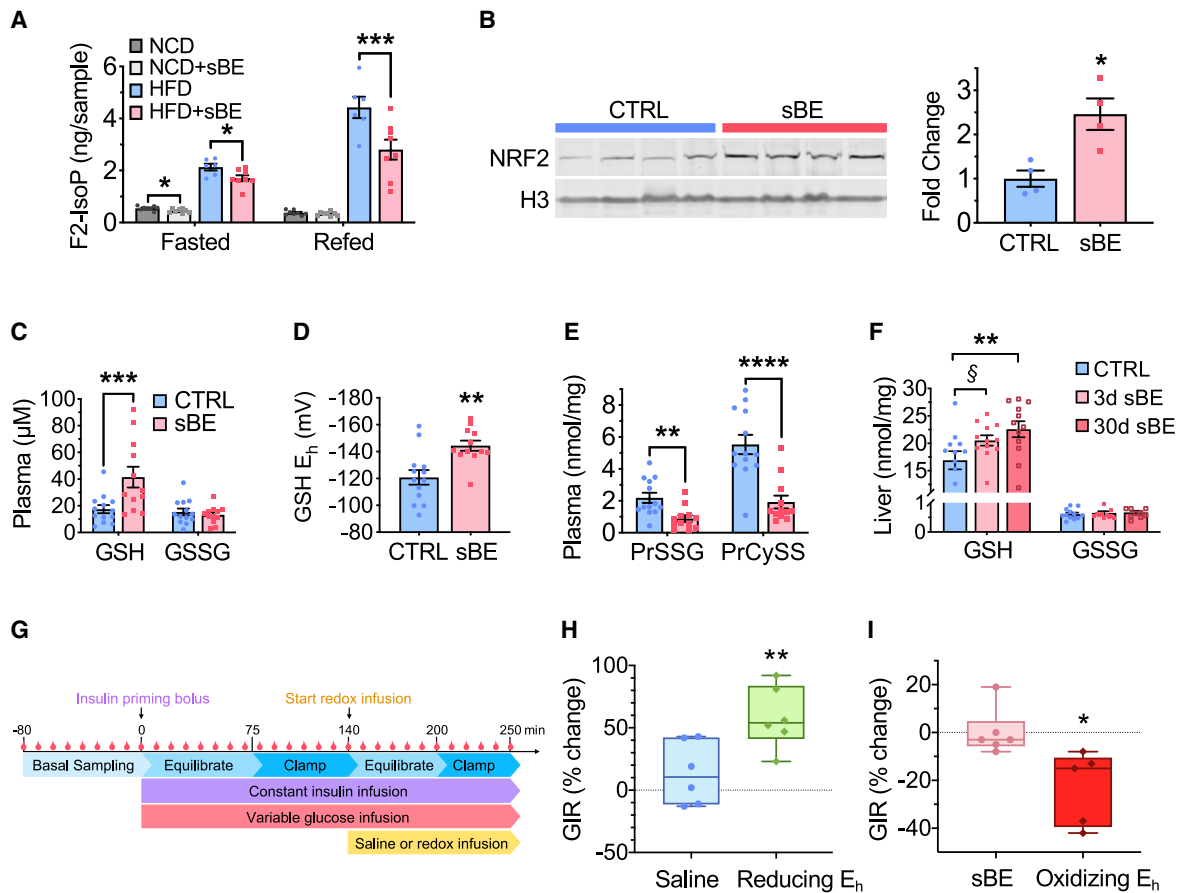 A
NCD
NCD+sBE
HFD
HFD+sBE
F2-IsoP (ng/sample)
6
4
2
0
*
*
***
Fasted
Refed
B
CTRL
sBE
NRF2
H3
Fold Change
4
3
2
1
0
*
CTRL
sBE
C
Plasma (µM)
100
80
60
40
20
0
***
CTRL
sBE
GSH
GSSG
D
GSH Eh (mV)
-180
-160
-140
-120
-100
-80
**
CTRL
sBE
E
Plasma (nmol/mg)
10
8
6
4
2
0
**
****
PrSSG
PrCySS
F
Liver (nmol/mg)
30
25
20
15
1
0
**
§
CTRL
3d sBE
30d sBE
GSH
GSSG
G
Insulin priming bolus
Start redox infusion
-80
0
75
140
200
250 min
Basal Sampling
Equilibrate
Clamp
Equilibrate
Clamp
Constant insulin infusion
Variable glucose infusion
Saline or redox infusion
H
GIR (% change)
100
50
0
-50
**
Saline
Reducing Eh
I
GIR (% change)
20
0
-20
-40
*
sBE
Oxidizing Eh